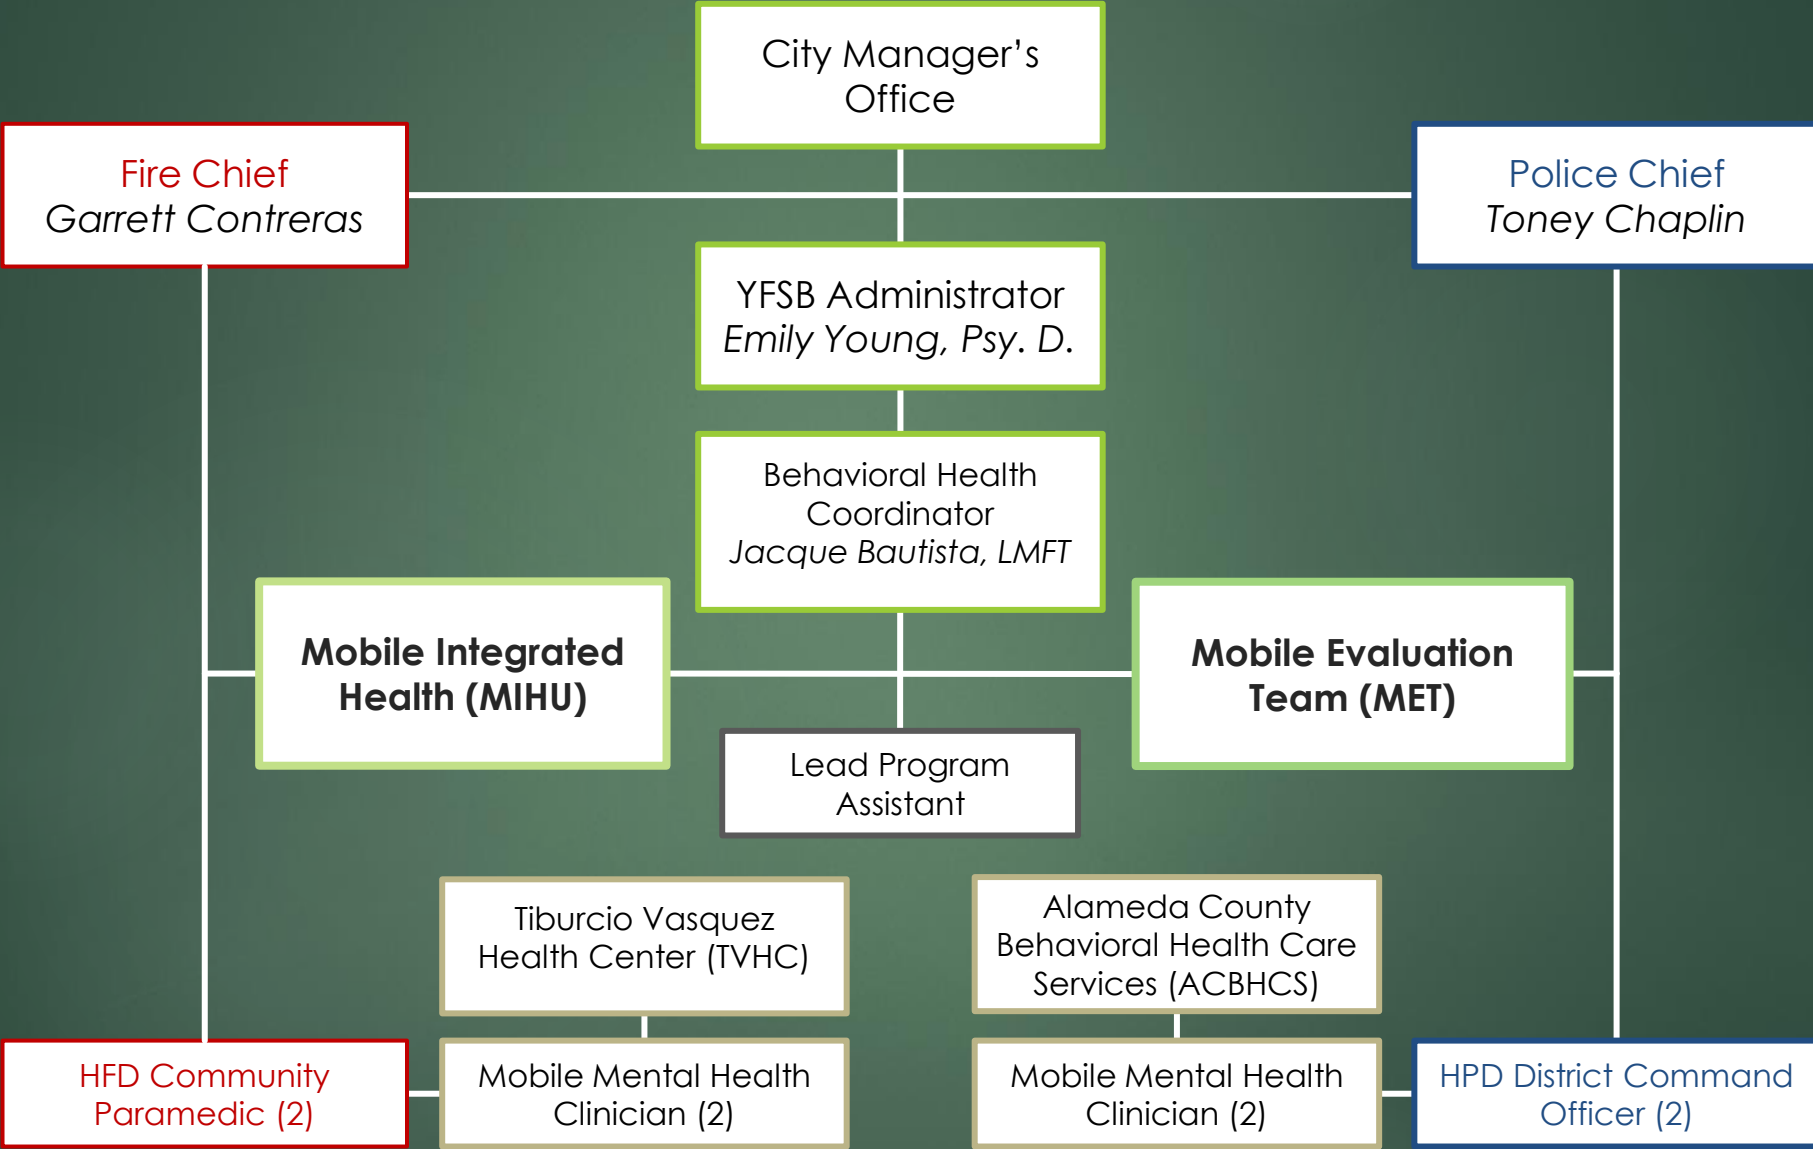 City Manager’s
Office
Fire Chief
Garrett Contreras
Police Chief
Toney Chaplin
YFSB Administrator
Emily Young, Psy. D.
Behavioral Health
Coordinator
Jacque Bautista, LMFT
Mobile Integrated
Health (MIHU)
Mobile Evaluation
Team (MET)
Lead Program
Assistant
Tiburcio Vasquez
Health Center (TVHC)
Alameda County
Behavioral Health Care
Services (ACBHCS)
HFD Community
Paramedic (2)
Mobile Mental Health
Clinician (2)
Mobile Mental Health
Clinician (2)
HPD District Command
Officer (2)